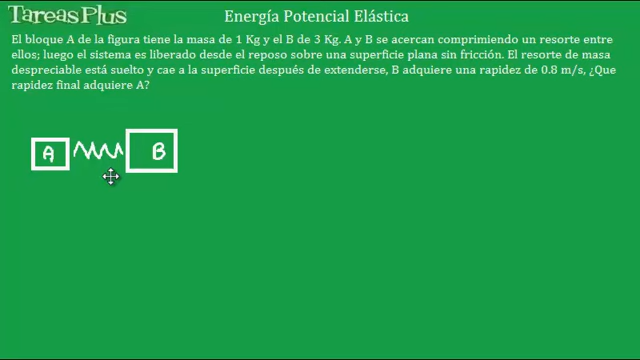 TareasPlus
Energía Potencial Elástica
El bloque A de la figura tiene la masa de 1 Kg y el B de 3 Kg. A y B se acercan comprimiendo un resorte entre
ellos; luego el sistema es liberado desde el reposo sobre una superficie plana sin fricción. El resorte de masa
despreciable está suelto y cae a la superficie después de extenderse, B adquiere una rapidez de 0.8 m/s, ¿Que
rapidez final adquiere A?
A B